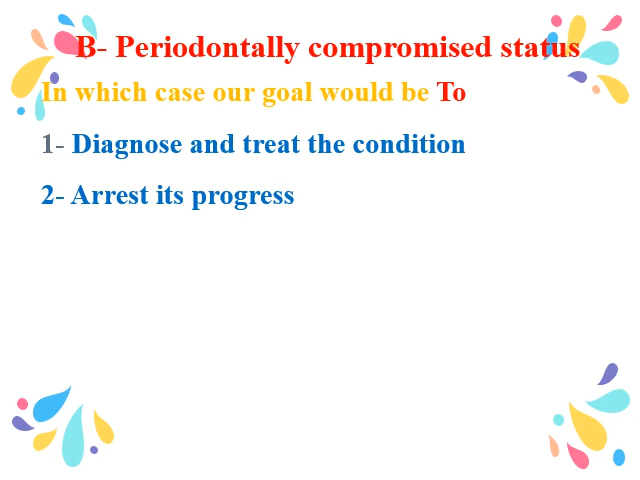 B- Periodontally compromised status
In which case our goal would be To
1- Diagnose and treat the condition
2- Arrest its progress